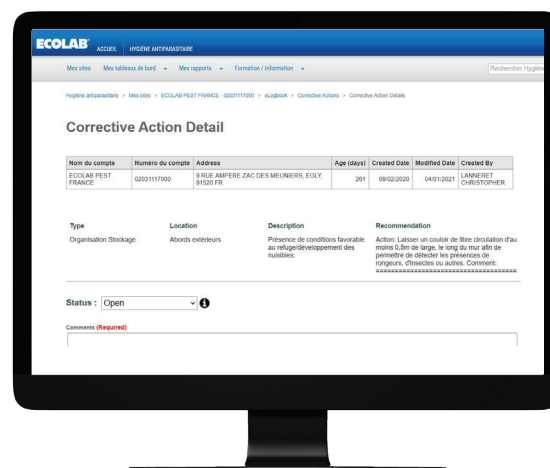 ECOLAB
ACCUEIL HYGIÈNE ANTIPARASITAIRE
Mes sites Mes tableaux de bord Mes rapports Formation / Information Rechercher Hygiène
Hygiène antiparasitaire > Mes sites > ECOLAB PEST FRANCE - 02031117000 > eLogbook > Corrective Actions > Corrective Action Details
Corrective Action Detail
Nom du compte Numéro du compte Address Age (days) Created Date Modified Date Created By
ECOLAB PEST FRANCE 02031117000 9 RUE AMPERE ZAC DES MEUNIERS, EGLY, 91520 FR 261 09/02/2020 04/01/2021 LANNERET CHRISTOPHER
Type Location Description Recommendation
Organisation Stockage Abords extérieurs Présence de conditions favorable Action: Laisser un couloir de libre circulation d'au
au refuge/développement des moins 0,5m de large, le long du mur afin de
nuisibles; permettre de détecter les présences de
rongeurs, d'insectes ou autres. Comment:
=====================================
Status : Open
Comments (Required)